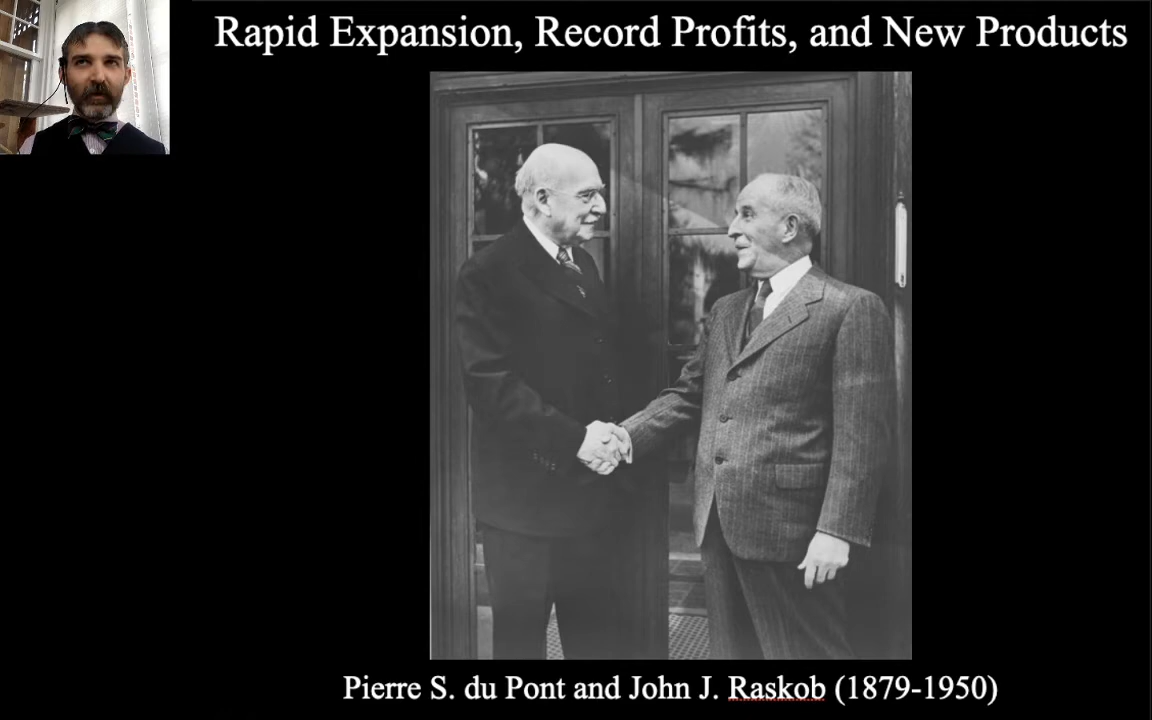 Rapid Expansion, Record Profits, and New Products
Pierre S. du Pont and John J. Raskob (1879-1950)